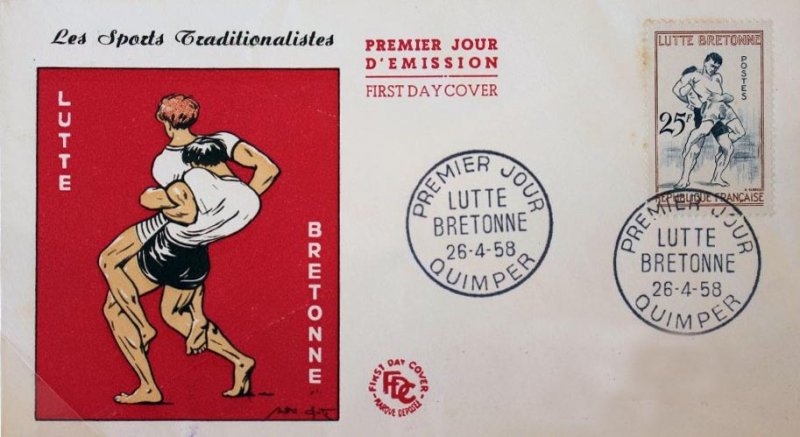 Les Sports Traditionalistes
LUTTE
BRETONNE
PREMIER JOUR
D'EMISSION
FIRST DAY COVER
LUTTE BRETONNE
POSTES
25F
REPUBLIQUE FRANÇAISE
PREMIER JOUR
LUTTE
BRETONNE
26-4-58
QUIMPER
PREMIER JOUR
LUTTE
BRETONNE
26-4-58
QUIMPER
FIRST DAY COVER
FDC
MARQUE DEPOSÉE